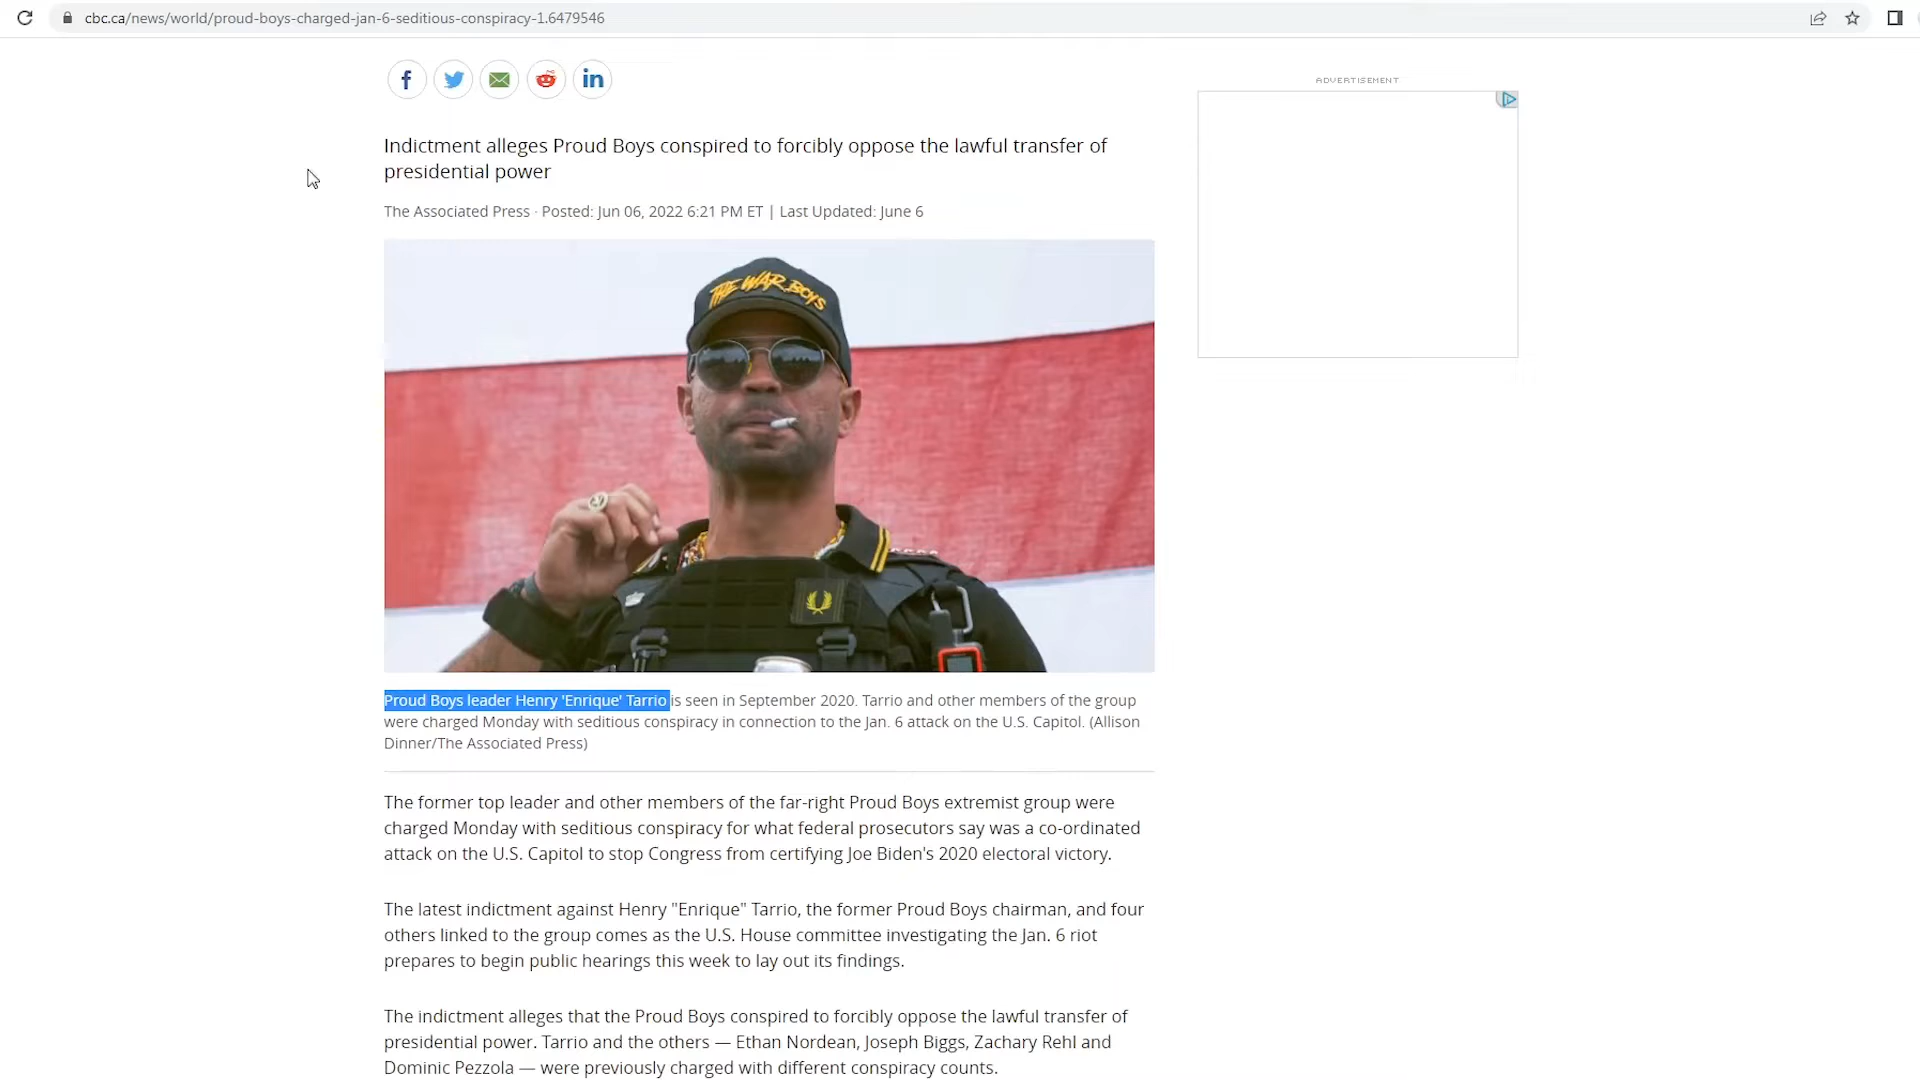 cbc.ca/news/world/proud-boys-charged-jan-6-seditious-conspiracy-1.6479546
ADVERTISEMENT
Indictment alleges Proud Boys conspired to forcibly oppose the lawful transfer of
presidential power
The Associated Press · Posted: Jun 06, 2022 6:21 PM ET | Last Updated: June 6
THE WAR BOYS
Proud Boys leader Henry 'Enrique' Tarrio is seen in September 2020. Tarrio and other members of the group
were charged Monday with seditious conspiracy in connection to the Jan. 6 attack on the U.S. Capitol. (Allison
Dinner/The Associated Press)
The former top leader and other members of the far-right Proud Boys extremist group were
charged Monday with seditious conspiracy for what federal prosecutors say was a co-ordinated
attack on the U.S. Capitol to stop Congress from certifying Joe Biden's 2020 electoral victory.
The latest indictment against Henry "Enrique" Tarrio, the former Proud Boys chairman, and four
others linked to the group comes as the U.S. House committee investigating the Jan. 6 riot
prepares to begin public hearings this week to lay out its findings.
The indictment alleges that the Proud Boys conspired to forcibly oppose the lawful transfer of
presidential power. Tarrio and the others — Ethan Nordean, Joseph Biggs, Zachary Rehl and
Dominic Pezzola — were previously charged with different conspiracy counts.